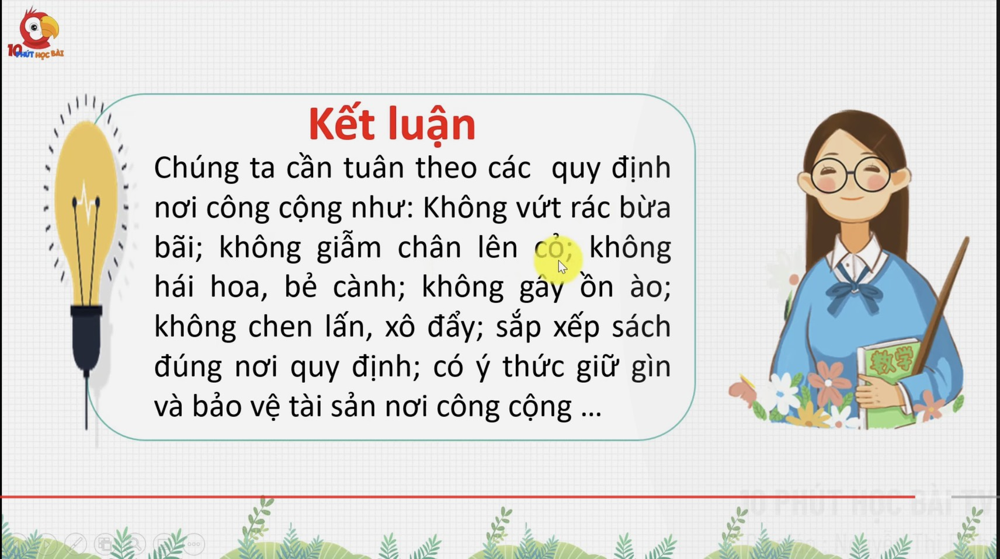 10
PHÚT HỌC BÀI
Kết luận
Chúng ta cần tuân theo các quy định
nơi công cộng như: Không vứt rác bừa
bãi; không giẫm chân lên cỏ; không
hái hoa, bẻ cành; không gây ồn ào;
không chen lấn, xô đẩy; sắp xếp sách
đúng nơi quy định; có ý thức giữ gìn
và bảo vệ tài sản nơi công cộng ...
数学
10 PHÚT HỌC BÀI TV
Nguyễn Thị